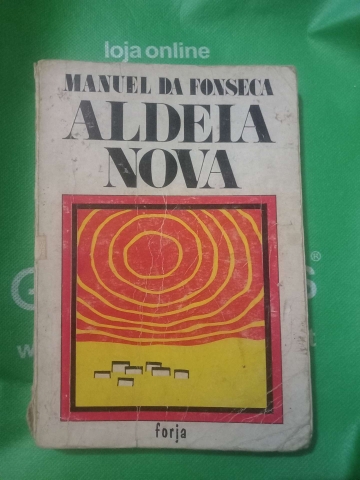 loja online
MANUEL DA FONSECA
ALDEIA
NOVA
®
forja